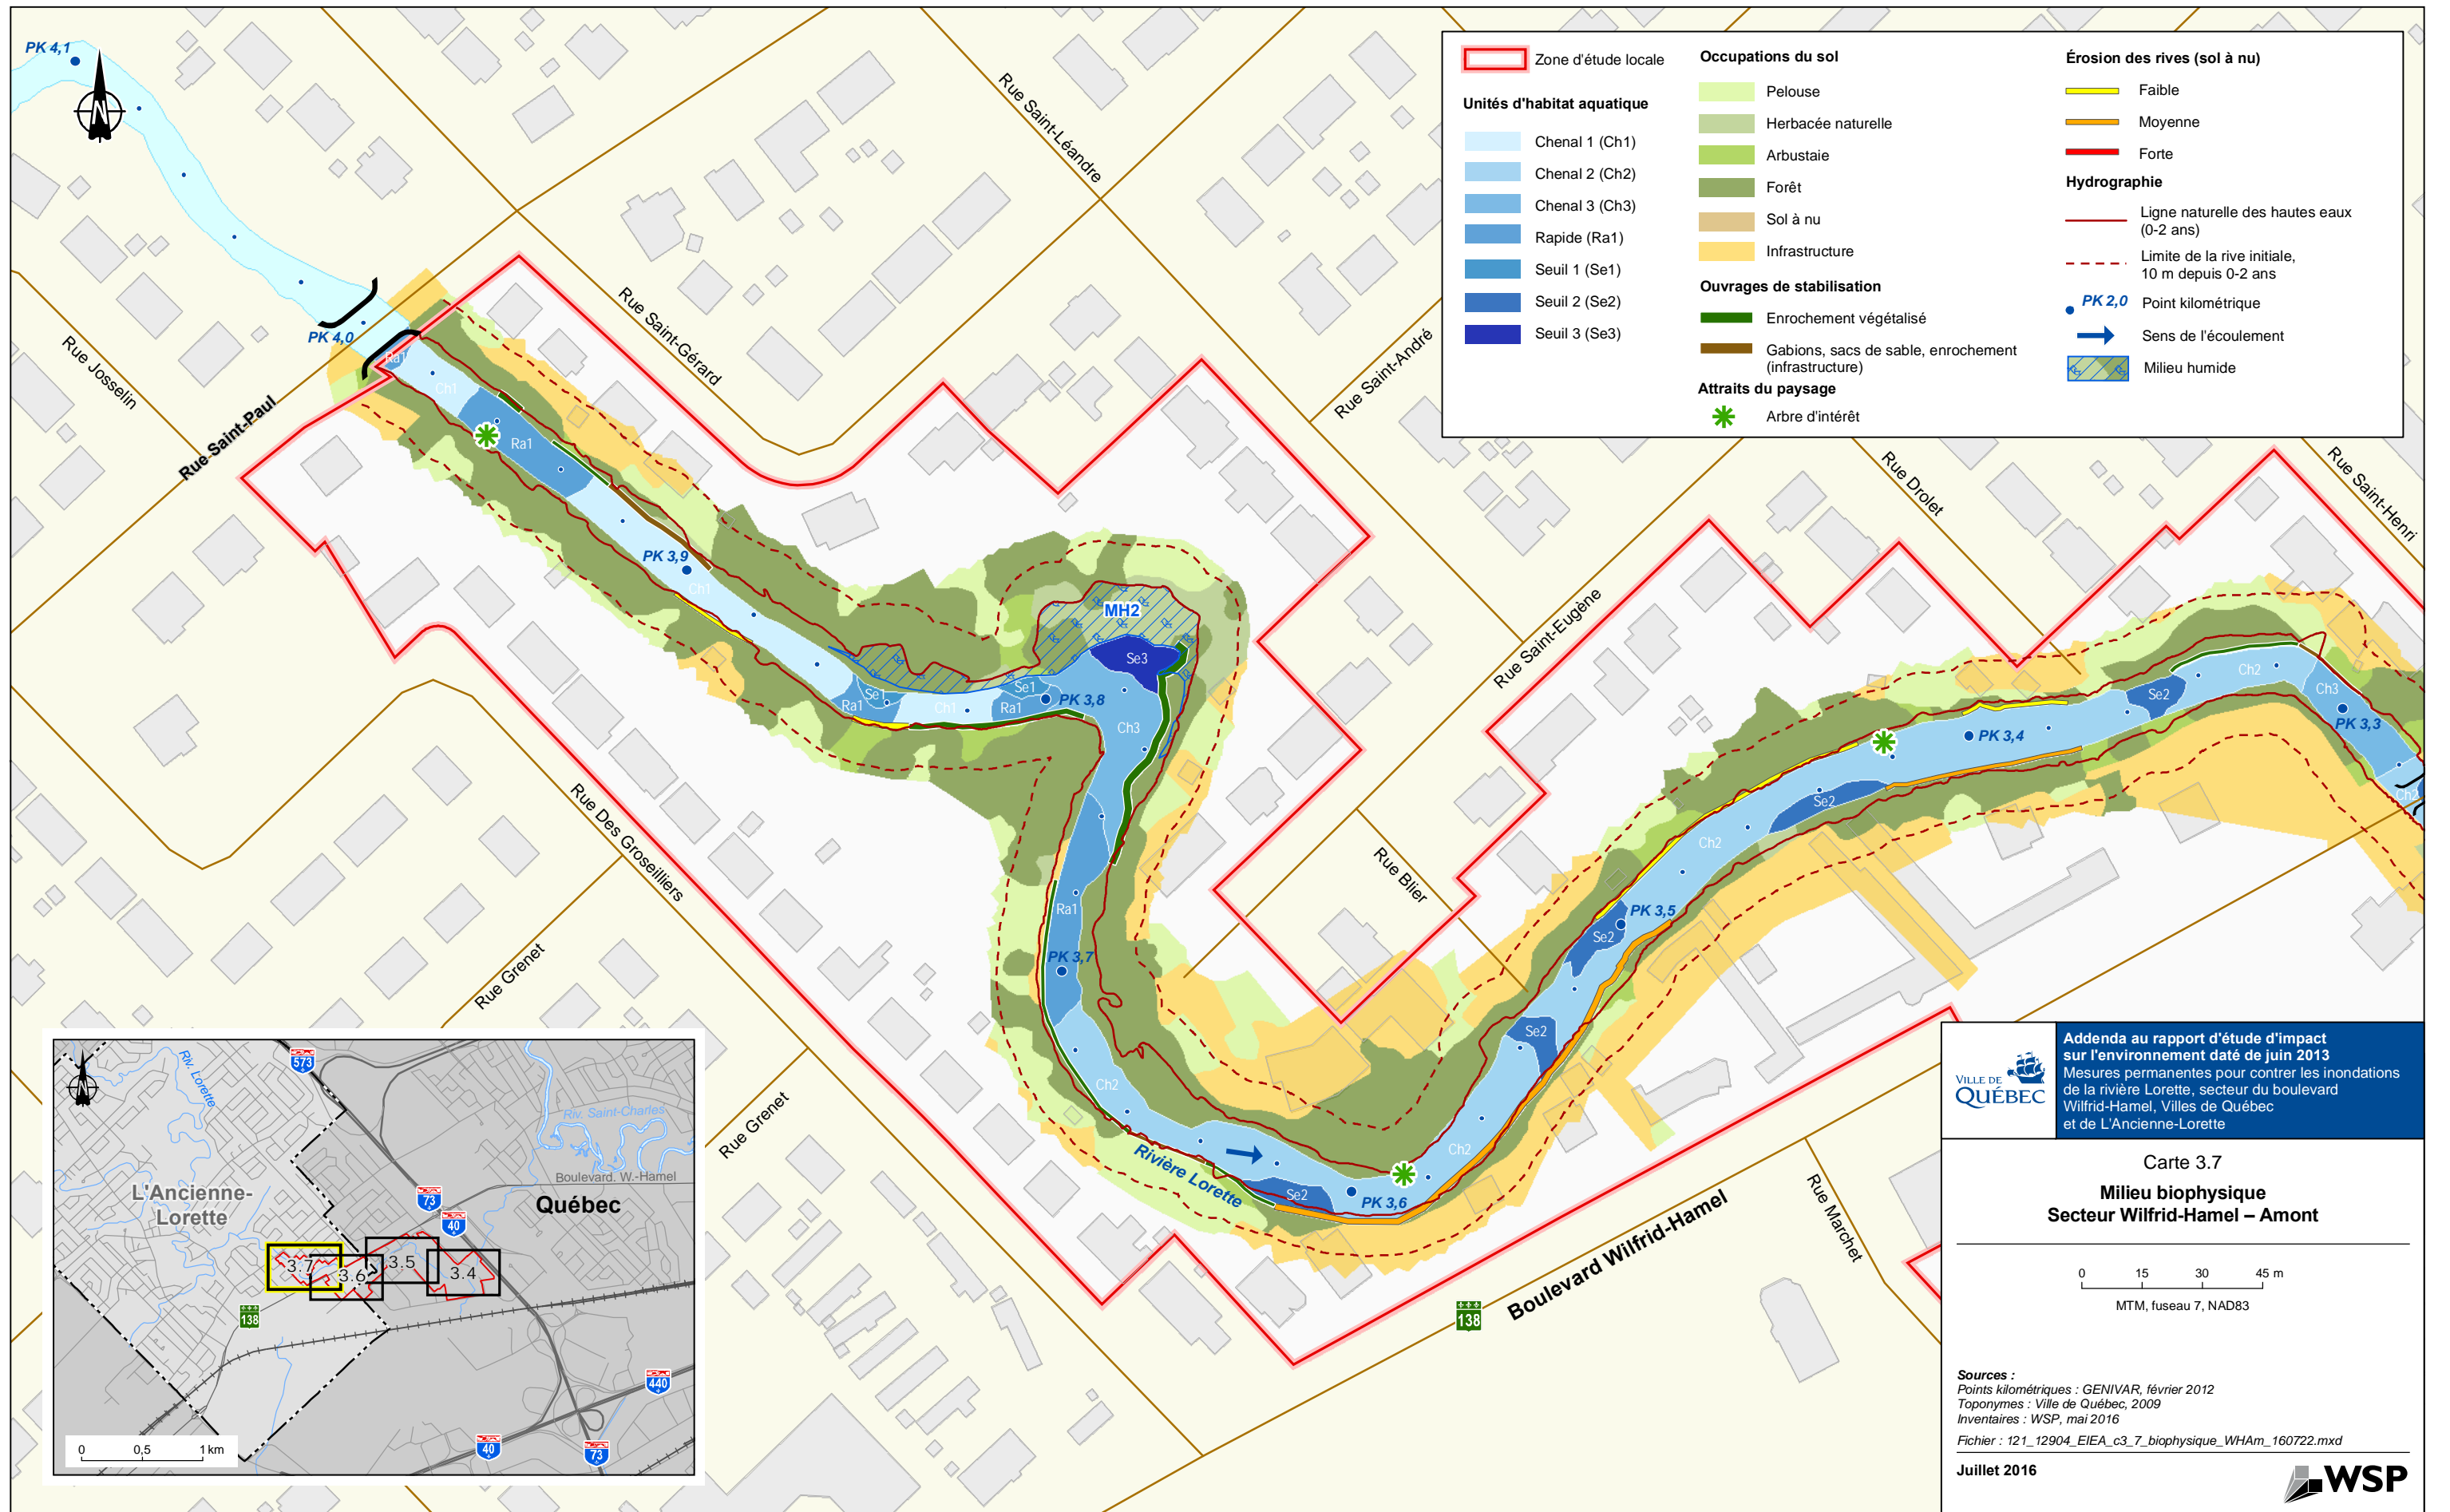 PK 4,1
PK 4,0
Rue Josselin
Rue Saint-Paul
Rue Saint-Léandre
Rue Saint-Gérard
Rue Saint-André
Rue Saint-Eugène
Rue Drolet
Rue Saint-Henri
Rue Blier
Rue Des Groseilliers
Rue Grenet
Rue Grenet
Rue Marchet
Boulevard Wilfrid-Hamel
138
Rivière Lorette
Ra1
Ch1
Ra1
PK 3,9
Ch1
MH2
Se3
Se1
Ra1
Ch1
Se1
Ra1
PK 3,8
Ch3
Ra1
PK 3,7
Ch2
Se2
PK 3,6
Ch2
Se2
Se2
PK 3,5
Ch2
Se2
PK 3,4
Se2
Ch2
Ch3
PK 3,3
Ch2
Zone d'étude locale
Unités d'habitat aquatique
Chenal 1 (Ch1)
Chenal 2 (Ch2)
Chenal 3 (Ch3)
Rapide (Ra1)
Seuil 1 (Se1)
Seuil 2 (Se2)
Seuil 3 (Se3)
Occupations du sol
Pelouse
Herbacée naturelle
Arbustaie
Forêt
Sol à nu
Infrastructure
Ouvrages de stabilisation
Enrochement végétalisé
Gabions, sacs de sable, enrochement
(infrastructure)
Attraits du paysage
Arbre d'intérêt
Érosion des rives (sol à nu)
Faible
Moyenne
Forte
Hydrographie
Ligne naturelle des hautes eaux
(0-2 ans)
Limite de la rive initiale,
10 m depuis 0-2 ans
PK 2,0 Point kilométrique
Sens de l'écoulement
Milieu humide
573
Riv. Lorette
Riv. Saint-Charles
Boulevard. W.-Hamel
L'Ancienne-
Lorette
73
40
Québec
3.7
3.6
3.5
3.4
138
440
40
73
0 0,5 1 km
VILLE DE
QUÉBEC
Addenda au rapport d'étude d'impact
sur l'environnement daté de juin 2013
Mesures permanentes pour contrer les inondations
de la rivière Lorette, secteur du boulevard
Wilfrid-Hamel, Villes de Québec
et de L'Ancienne-Lorette
Carte 3.7
Milieu biophysique
Secteur Wilfrid-Hamel – Amont
0 15 30 45 m
MTM, fuseau 7, NAD83
Sources :
Points kilométriques : GENIVAR, février 2012
Toponymes : Ville de Québec, 2009
Inventaires : WSP, mai 2016
Fichier : 121_12904_EIEA_c3_7_biophysique_WHAm_160722.mxd
Juillet 2016
WSP